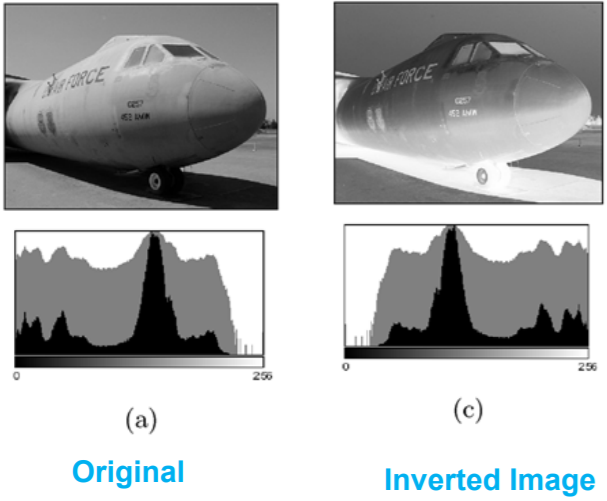 AIR FORCE
AIR FORCE
0 256
0 256
(a)
(c)
Original
Inverted Image